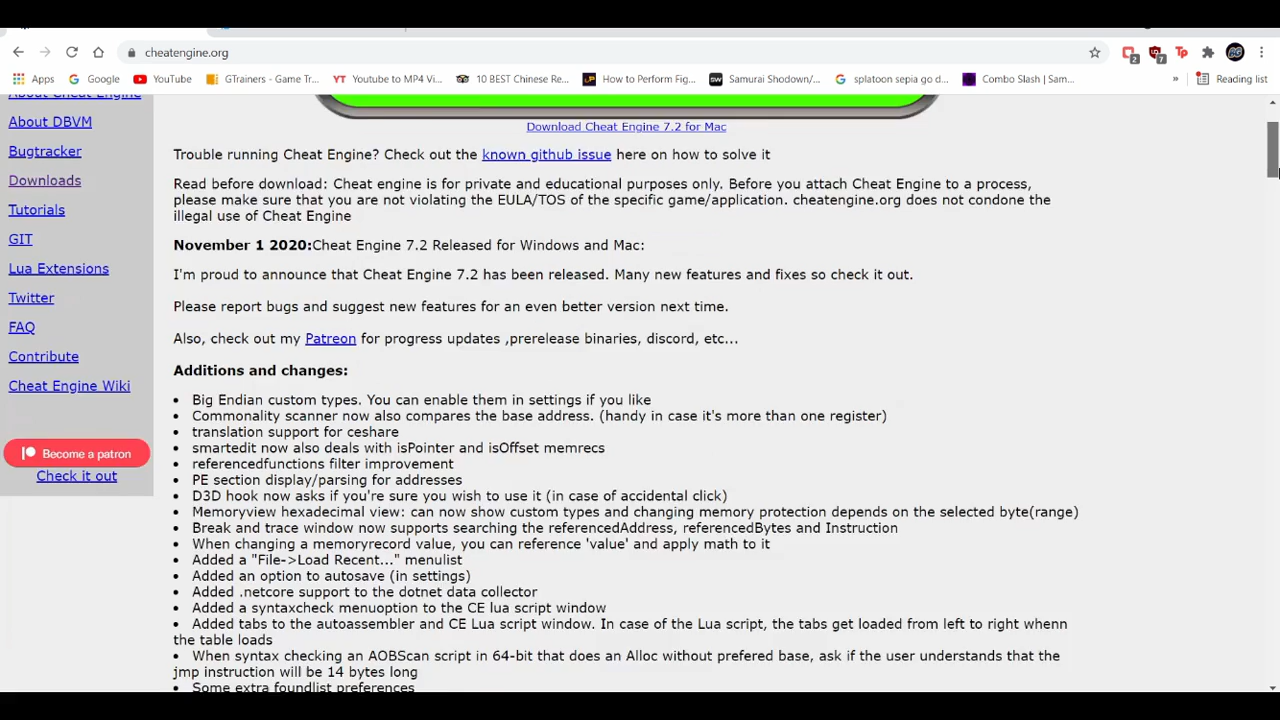 cheatengine.org
2
7
Tp
Apps
Google
YouTube
GTrainers - Game Tr...
YT Youtube to MP4 Vi...
10 BEST Chinese Re...
How to Perform Fig...
SW Samurai Shodown/...
splatoon sepia go d...
Combo Slash | Sam...
»
Reading list
About Cheat Engine
About DBVM
Bugtracker
Downloads
Tutorials
GIT
Lua Extensions
Twitter
FAQ
Contribute
Cheat Engine Wiki
Become a patron
Check it out
Download Cheat Engine 7.2 for Mac
Trouble running Cheat Engine? Check out the known github issue here on how to solve it
Read before download: Cheat engine is for private and educational purposes only. Before you attach Cheat Engine to a process,
please make sure that you are not violating the EULA/TOS of the specific game/application. cheatengine.org does not condone the
illegal use of Cheat Engine
November 1 2020:Cheat Engine 7.2 Released for Windows and Mac:
I'm proud to announce that Cheat Engine 7.2 has been released. Many new features and fixes so check it out.
Please report bugs and suggest new features for an even better version next time.
Also, check out my Patreon for progress updates ,prerelease binaries, discord, etc...
Additions and changes:
• Big Endian custom types. You can enable them in settings if you like
• Commonality scanner now also compares the base address. (handy in case it's more than one register)
• translation support for ceshare
• smartedit now also deals with isPointer and isOffset memrecs
• referencedfunctions filter improvement
• PE section display/parsing for addresses
• D3D hook now asks if you're sure you wish to use it (in case of accidental click)
• Memoryview hexadecimal view: can now show custom types and changing memory protection depends on the selected byte(range)
• Break and trace window now supports searching the referencedAddress, referencedBytes and Instruction
• When changing a memoryrecord value, you can reference 'value' and apply math to it
• Added a "File->Load Recent..." menulist
• Added an option to autosave (in settings)
• Added .netcore support to the dotnet data collector
• Added a syntaxcheck menuoption to the CE lua script window
• Added tabs to the autoassembler and CE Lua script window. In case of the Lua script, the tabs get loaded from left to right whenn
the table loads
• When syntax checking an AOBScan script in 64-bit that does an Alloc without prefered base, ask if the user understands that the
jmp instruction will be 14 bytes long
• Some extra foundlist preferences